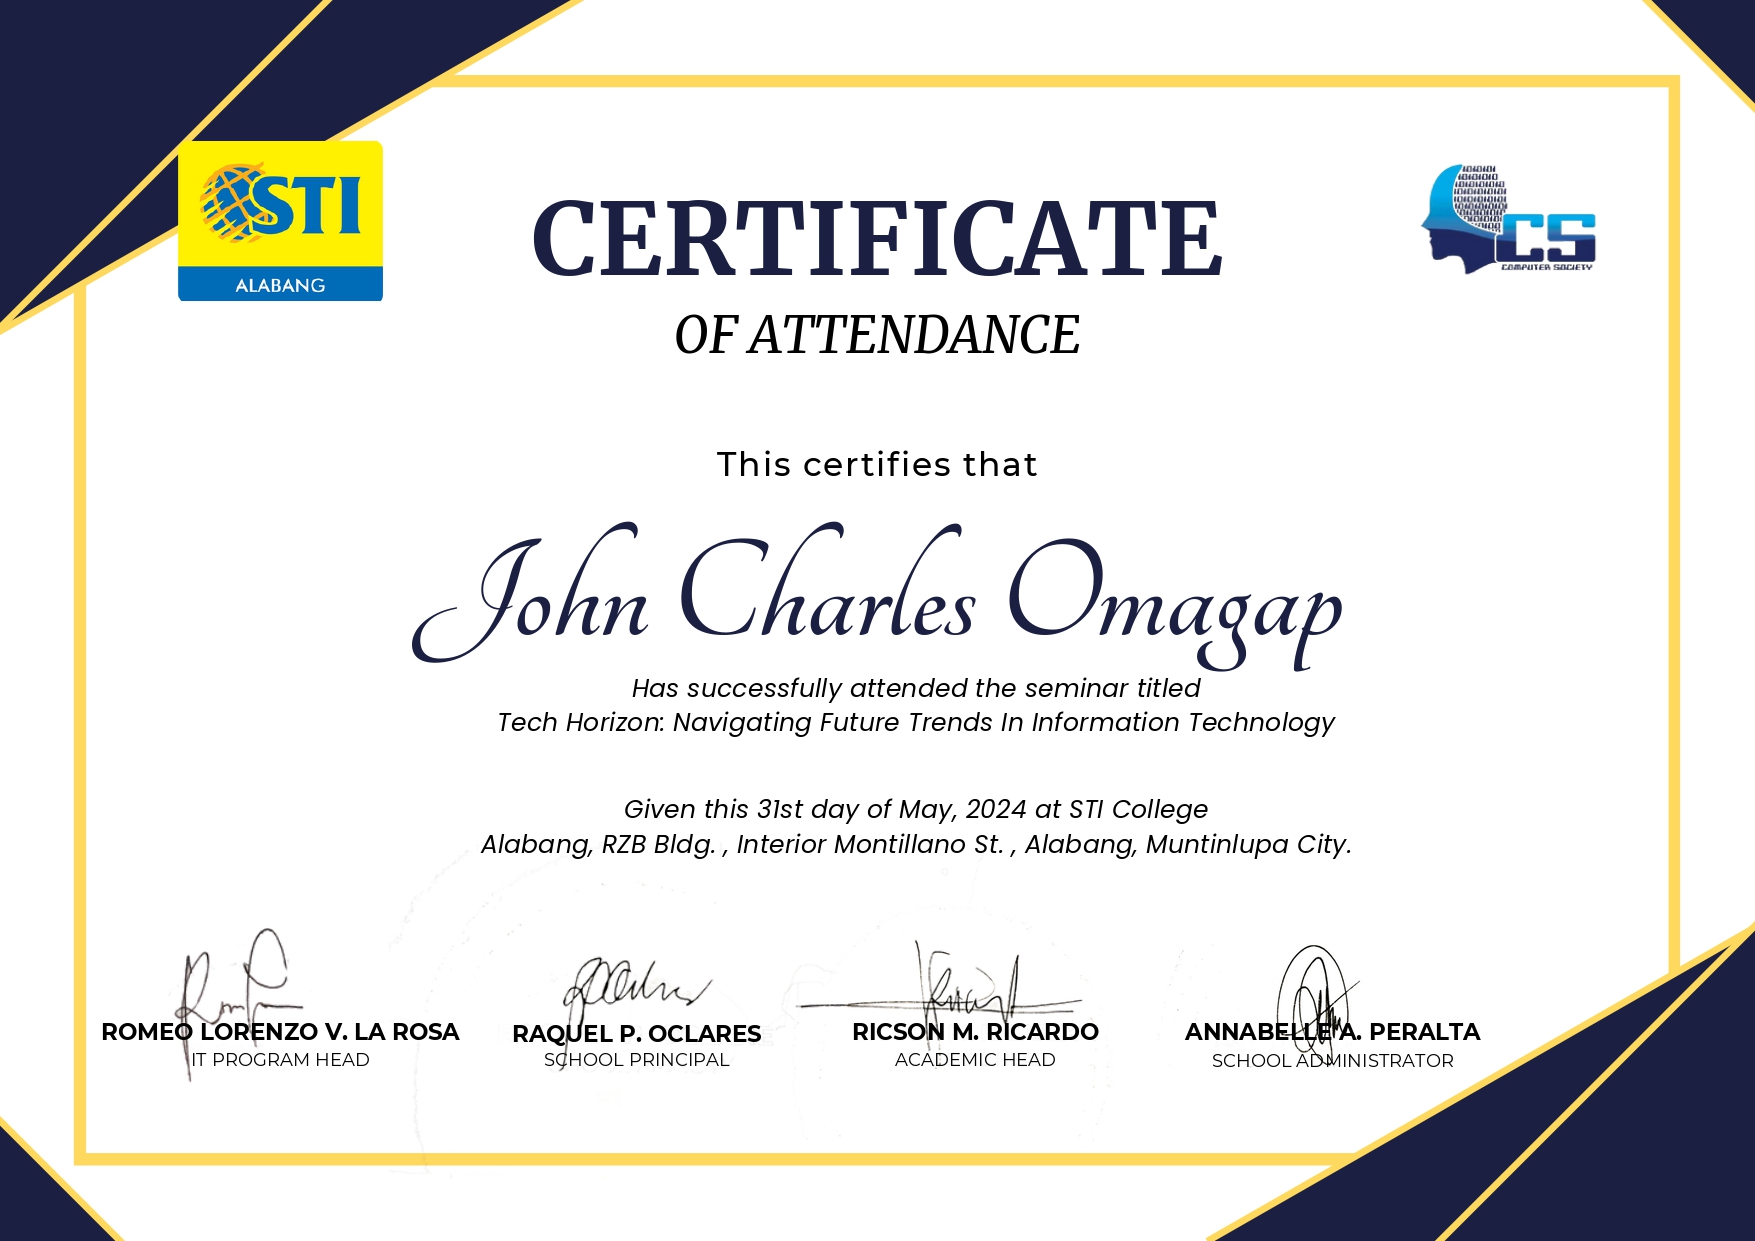 STI
ALABANG
CS
COMPUTER SOCIETY
CERTIFICATE
OF ATTENDANCE
This certifies that
John Charles Omagap
Has successfully attended the seminar titled
Tech Horizon: Navigating Future Trends In Information Technology
Given this 31st day of May, 2024 at STI College
Alabang, RZB Bldg. , Interior Montillano St. , Alabang, Muntinlupa City.
ROMEO LORENZO V. LA ROSA
IT PROGRAM HEAD
RAQUEL P. OCLARES
SCHOOL PRINCIPAL
RICSON M. RICARDO
ACADEMIC HEAD
ANNABELLE A. PERALTA
SCHOOL ADMINISTRATOR